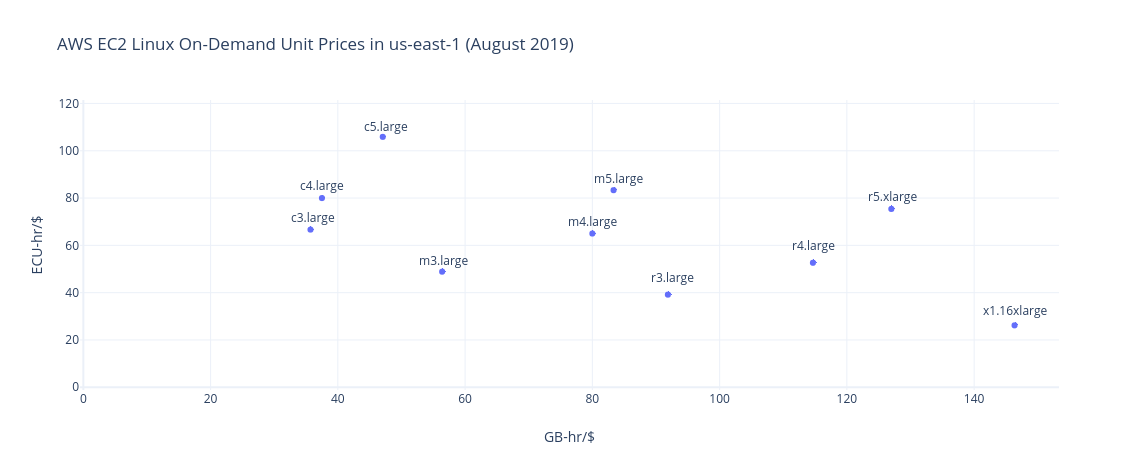 AWS EC2 Linux On-Demand Unit Prices in us-east-1 (August 2019)
120
100
80
60
40
20
0
ECU-hr/$
c5.large
c4.large
c3.large
m3.large
m5.large
m4.large
r3.large
r5.xlarge
r4.large
x1.16xlarge
0 20 40 60 80 100 120 140
GB-hr/$